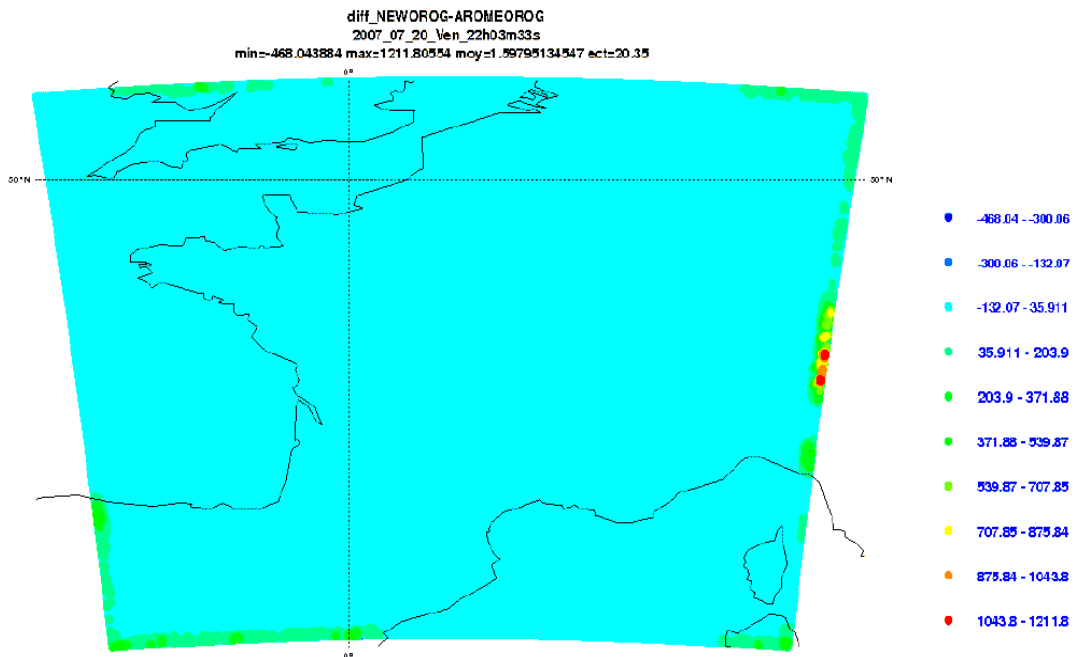 diff_NEWOROG-AROMEOROG
2007_07_20_Ven_22h03m33s
min=-468.043884 max=1211.80554 moy=1.59795134547 ect=20.35
0°
50°N
50°N
-468.04 - -300.06
-300.06 - -132.07
-132.07 - 35.911
35.911 - 203.9
203.9 - 371.88
371.88 - 539.87
539.87 - 707.85
707.85 - 875.84
875.84 - 1043.8
1043.8 - 1211.8
0°